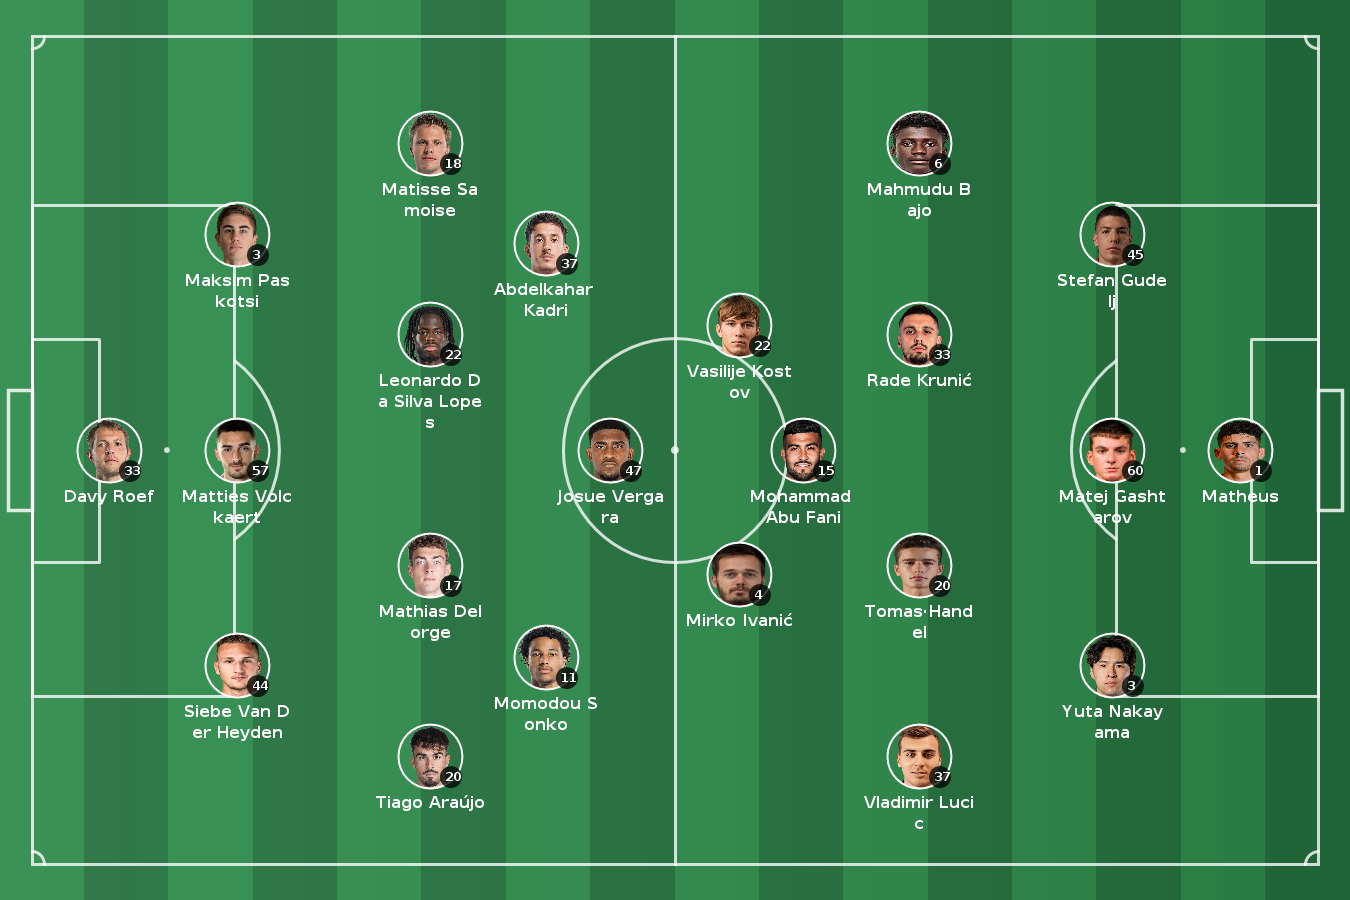 18
Matisse Sa
moise
6
Mahmudu B
ajo
3
Maksim Pas
kotsi
37
Abdelkahar
Kadri
45
Stefan Gude
lj
22
Leonardo D
a Silva Lope
s
22
Vasilije Kost
ov
33
Rade Krunić
33
Davy Roef
57
Matties Volc
kaert
47
Josue Verga
ra
15
Mohammad
Abu Fani
60
Matej Gasht
arov
1
Matheus
17
Mathias Del
orge
4
Mirko Ivanić
20
Tomas Hand
el
44
Siebe Van D
er Heyden
11
Momodou S
onko
3
Yuta Nakay
ama
20
Tiago Araújo
37
Vladimir Luci
c